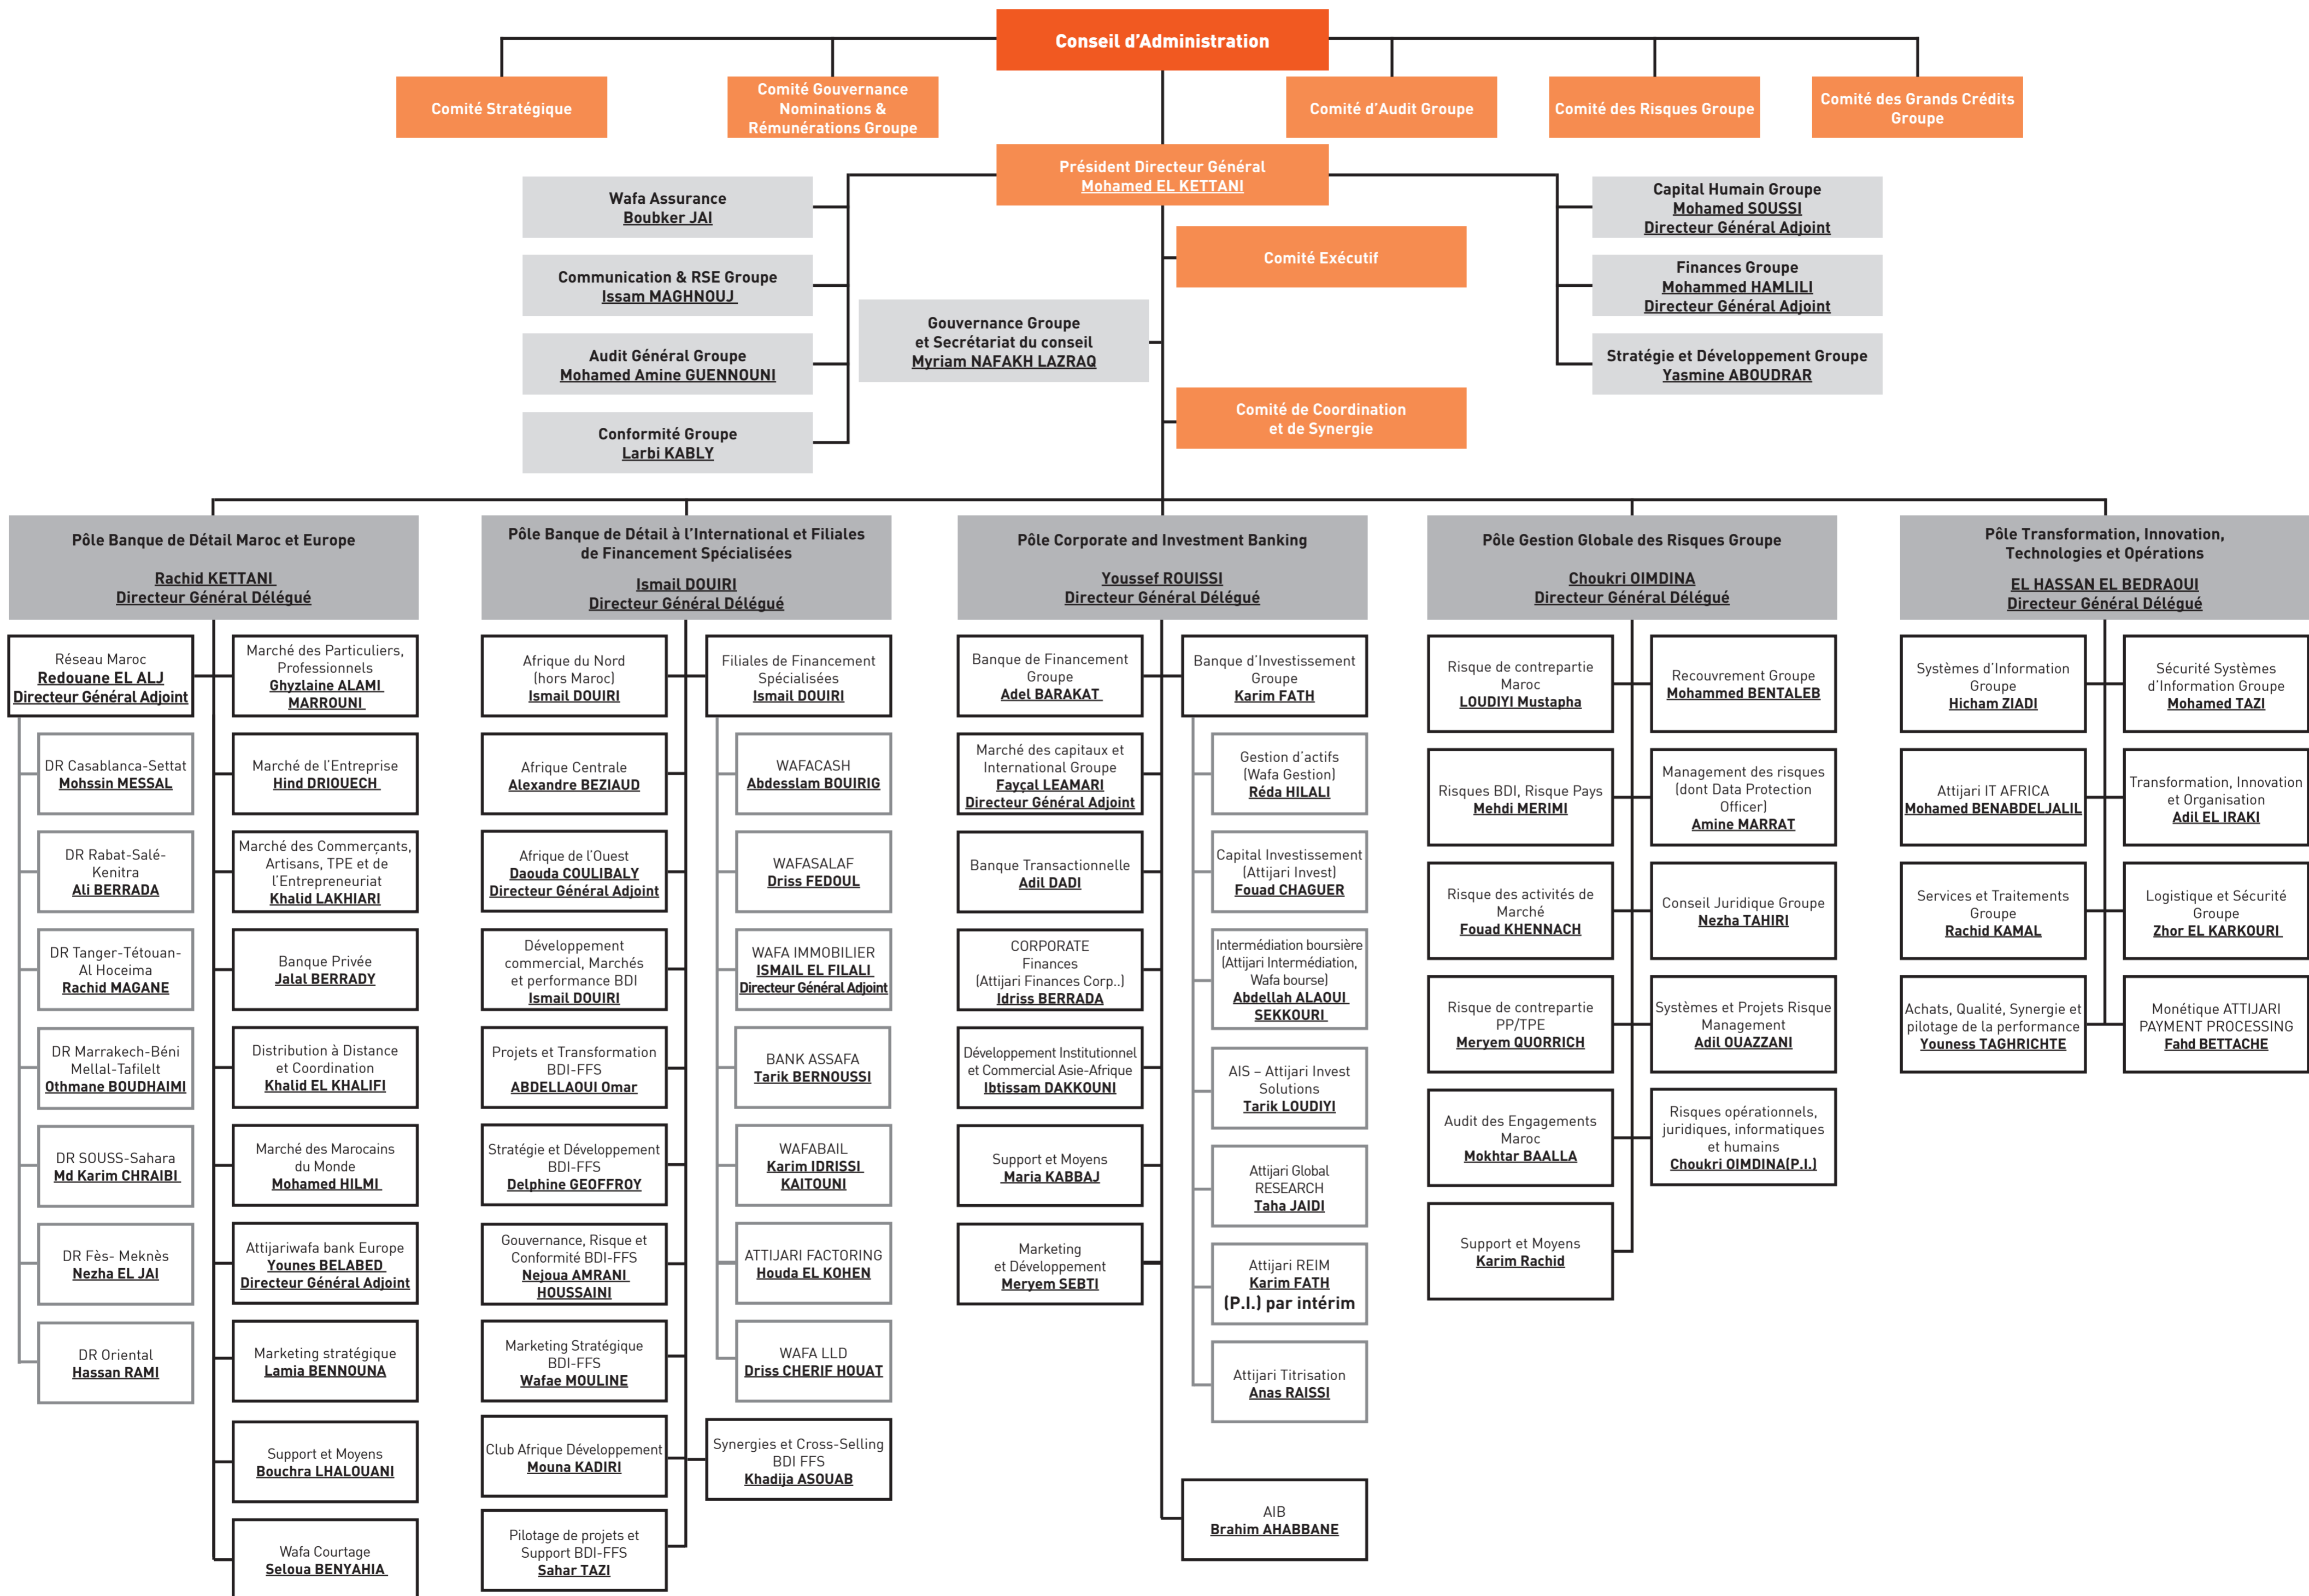 Conseil d'Administration
Comité Stratégique
Comité Gouvernance
Nominations &
Rémunérations Groupe
Comité d'Audit Groupe
Comité des Risques Groupe
Comité des Grands Crédits
Groupe
Président Directeur Général
Mohamed EL KETTANI
Wafa Assurance
Boubker JAI
Communication & RSE Groupe
Issam MAGHNOUJ
Audit Général Groupe
Mohamed Amine GUENNOUNI
Conformité Groupe
Larbi KABLY
Gouvernance Groupe
et Secrétariat du conseil
Myriam NAFAKH LAZRAQ
Comité Exécutif
Comité de Coordination
et de Synergie
Capital Humain Groupe
Mohamed SOUSSI
Directeur Général Adjoint
Finances Groupe
Mohammed HAMLILI
Directeur Général Adjoint
Stratégie et Développement Groupe
Yasmine ABOUDRAR
Pôle Banque de Détail Maroc et Europe
Rachid KETTANI
Directeur Général Délégué
Réseau Maroc
Redouane EL ALJ
Directeur Général Adjoint
DR Casablanca-Settat
Mohssin MESSAL
DR Rabat-Salé-
Kenitra
Ali BERRADA
DR Tanger-Tétouan-
Al Hoceima
Rachid MAGANE
DR Marrakech-Béni
Mellal-Tafilelt
Othmane BOUDHAIMI
DR SOUSS-Sahara
Md Karim CHRAIBI
DR Fès- Meknès
Nezha EL JAI
DR Oriental
Hassan RAMI
Marché des Particuliers,
Professionnels
Ghyzlaine ALAMI
MARROUNI
Marché de l'Entreprise
Hind DRIOUECH
Marché des Commerçants,
Artisans, TPE et de
l'Entrepreneuriat
Khalid LAKHIARI
Banque Privée
Jalal BERRADY
Distribution à Distance
et Coordination
Khalid EL KHALIFI
Marché des Marocains
du Monde
Mohamed HILMI
Attijariwafa bank Europe
Younes BELABED
Directeur Général Adjoint
Marketing stratégique
Lamia BENNOUNA
Support et Moyens
Bouchra LHALOUANI
Wafa Courtage
Seloua BENYAHIA
Pôle Banque de Détail à l'International et Filiales
de Financement Spécialisées
Ismail DOUIRI
Directeur Général Délégué
Afrique du Nord
(hors Maroc)
Ismail DOUIRI
Afrique Centrale
Alexandre BEZIAUD
Afrique de l'Ouest
Daouda COULIBALY
Directeur Général Adjoint
Développement
commercial, Marchés
et performance BDI
Ismail DOUIRI
Projets et Transformation
BDI-FFS
ABDELLAOUI Omar
Stratégie et Développement
BDI-FFS
Delphine GEOFFROY
Gouvernance, Risque et
Conformité BDI-FFS
Nejoua AMRANI
HOUSSAINI
Marketing Stratégique
BDI-FFS
Wafae MOULINE
Club Afrique Développement
Mouna KADIRI
Pilotage de projets et
Support BDI-FFS
Sahar TAZI
Filiales de Financement
Spécialisées
Ismail DOUIRI
WAFACASH
Abdesslam BOUIRIG
WAFASALAF
Driss FEDOUL
WAFA IMMOBILIER
ISMAIL EL FILALI
Directeur Général Adjoint
BANK ASSAFA
Tarik BERNOUSSI
WAFABAIL
Karim IDRISSI
KAITOUNI
ATTIJARI FACTORING
Houda EL KOHEN
WAFA LLD
Driss CHERIF HOUAT
Synergies et Cross-Selling
BDI FFS
Khadija ASOUAB
Pôle Corporate and Investment Banking
Youssef ROUISSI
Directeur Général Délégué
Banque de Financement
Groupe
Adel BARAKAT
Marché des capitaux et
International Groupe
Fayçal LEAMARI
Directeur Général Adjoint
Banque Transactionnelle
Adil DADI
CORPORATE
Finances
(Attijari Finances Corp..)
Idriss BERRADA
Développement Institutionnel
et Commercial Asie-Afrique
Ibtissam DAKKOUNI
Support et Moyens
Maria KABBAJ
Marketing
et Développement
Meryem SEBTI
Banque d'Investissement
Groupe
Karim FATH
Gestion d'actifs
(Wafa Gestion)
Réda HILALI
Capital Investissement
(Attijari Invest)
Fouad CHAGUER
Intermédiation boursière
(Attijari Intermédiation,
Wafa bourse)
Abdellah ALAOUI
SEKKOURI
AIS – Attijari Invest
Solutions
Tarik LOUDIYI
Attijari Global
RESEARCH
Taha JAIDI
Attijari REIM
Karim FATH
(P.I.) par intérim
Attijari Titrisation
Anas RAISSI
AIB
Brahim AHABBANE
Pôle Gestion Globale des Risques Groupe
Choukri OIMDINA
Directeur Général Délégué
Risque de contrepartie
Maroc
LOUDIYI Mustapha
Risques BDI, Risque Pays
Mehdi MERIMI
Risque des activités de
Marché
Fouad KHENNACH
Risque de contrepartie
PP/TPE
Meryem QUORRICH
Audit des Engagements
Maroc
Mokhtar BAALLA
Support et Moyens
Karim Rachid
Recouvrement Groupe
Mohammed BENTALEB
Management des risques
(dont Data Protection
Officer)
Amine MARRAT
Conseil Juridique Groupe
Nezha TAHIRI
Systèmes et Projets Risque
Management
Adil OUAZZANI
Risques opérationnels,
juridiques, informatiques
et humains
Choukri OIMDINA(P.I.)
Pôle Transformation, Innovation,
Technologies et Opérations
EL HASSAN EL BEDRAOUI
Directeur Général Délégué
Systèmes d'Information
Groupe
Hicham ZIADI
Attijari IT AFRICA
Mohamed BENABDELJALIL
Services et Traitements
Groupe
Rachid KAMAL
Achats, Qualité, Synergie et
pilotage de la performance
Youness TAGHRICHTE
Sécurité Systèmes
d'Information Groupe
Mohamed TAZI
Transformation, Innovation
et Organisation
Adil EL IRAKI
Logistique et Sécurité
Groupe
Zhor EL KARKOURI
Monétique ATTIJARI
PAYMENT PROCESSING
Fahd BETTACHE